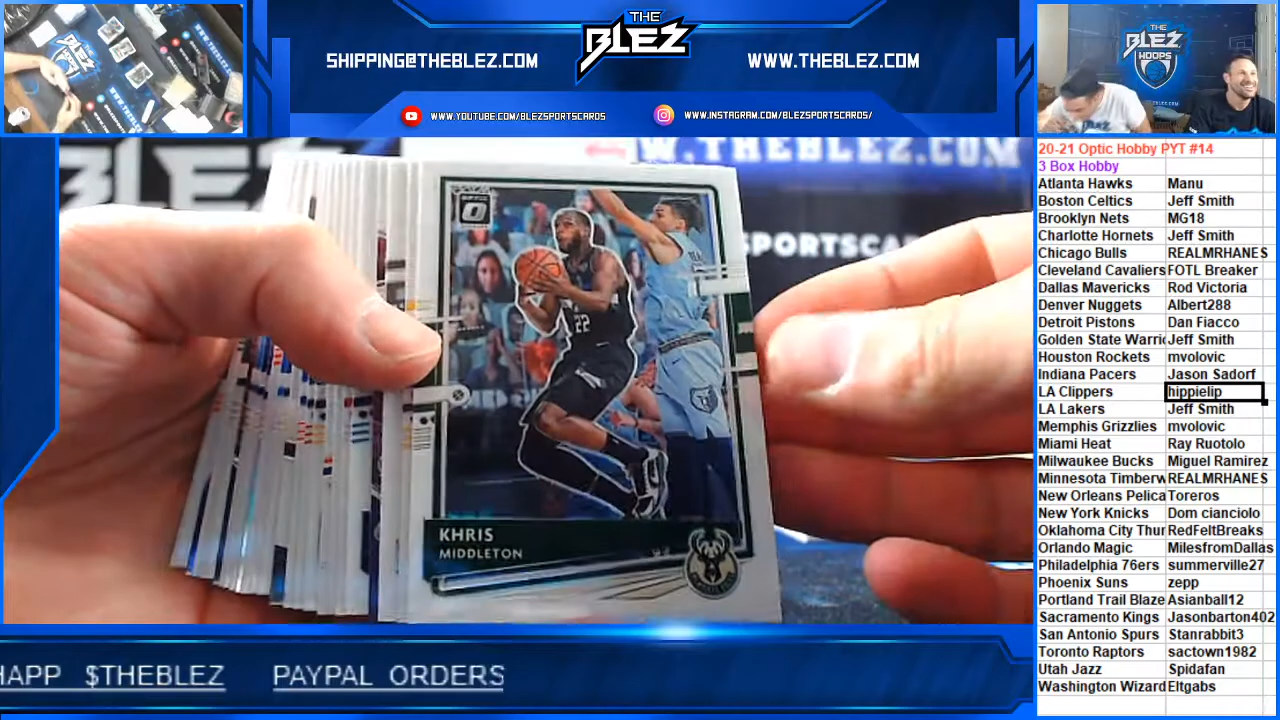 THE
BLEZ
SHIPPING@THEBLEZ.COM
WWW.THEBLEZ.COM
WWW.YOUTUBE.COM/BLEZSPORTSCARDS
WWW.INSTAGRAM.COM/BLEZSPORTSCARDS/
THE
BLEZ
HOOPS
W.THEBLEZ.COM
SPORTSCA
OPTIC
22
KHRIS
MIDDLETON
HAPP $THEBLEZ PAYPAL ORDERS
20-21 Optic Hobby PYT #14
3 Box Hobby
Atlanta Hawks Manu
Boston Celtics Jeff Smith
Brooklyn Nets MG18
Charlotte Hornets Jeff Smith
Chicago Bulls REALMRHANES
Cleveland Cavaliers FOTL Breaker
Dallas Mavericks Rod Victoria
Denver Nuggets Albert288
Detroit Pistons Dan Fiacco
Golden State Warri Jeff Smith
Houston Rockets mvolovic
Indiana Pacers Jason Sadorf
LA Clippers hippielip
LA Lakers Jeff Smith
Memphis Grizzlies mvolovic
Miami Heat Ray Ruotolo
Milwaukee Bucks Miguel Ramirez
Minnesota Timberw REALMRHANES
New Orleans Pelica Toreros
New York Knicks Dom cianciolo
Oklahoma City Thur RedFeltBreaks
Orlando Magic MilesfromDallas
Philadelphia 76ers summerville27
Phoenix Suns zepp
Portland Trail Blaze Asianball12
Sacramento Kings Jasonbarton402
San Antonio Spurs Stanrabbit3
Toronto Raptors sactown1982
Utah Jazz Spidafan
Washington Wizard Eltgabs